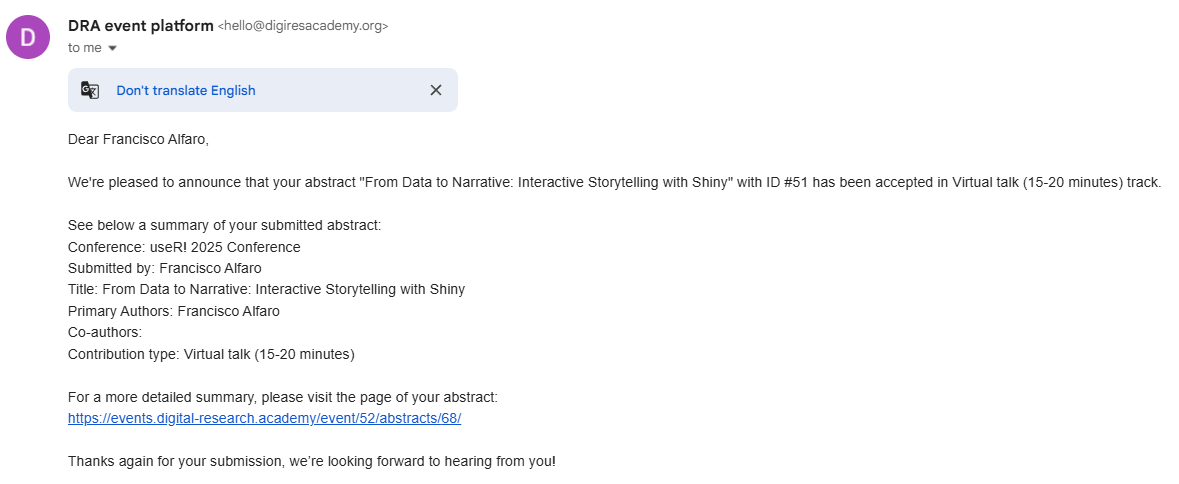 D
DRA event platform <hello@digiresacademy.org>
to me
Don't translate English
Dear Francisco Alfaro,
We're pleased to announce that your abstract "From Data to Narrative: Interactive Storytelling with Shiny" with ID #51 has been accepted in Virtual talk (15-20 minutes) track.
See below a summary of your submitted abstract:
Conference: useR! 2025 Conference
Submitted by: Francisco Alfaro
Title: From Data to Narrative: Interactive Storytelling with Shiny
Primary Authors: Francisco Alfaro
Co-authors:
Contribution type: Virtual talk (15-20 minutes)
For a more detailed summary, please visit the page of your abstract:
https://events.digital-research.academy/event/52/abstracts/68/
Thanks again for your submission, we’re looking forward to hearing from you!